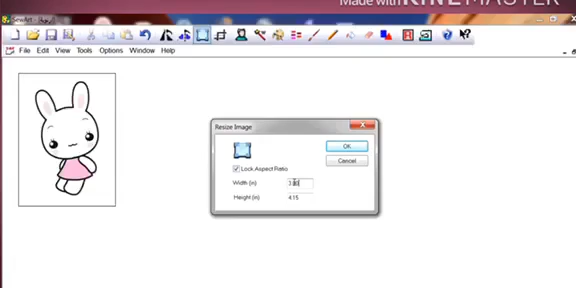 Made with KINEMASTER
SewArt
File Edit View Tools Options Window Help
Resize Image
Lock Aspect Ratio
OK
Cancel
Width (in)
Height (in) 4.15